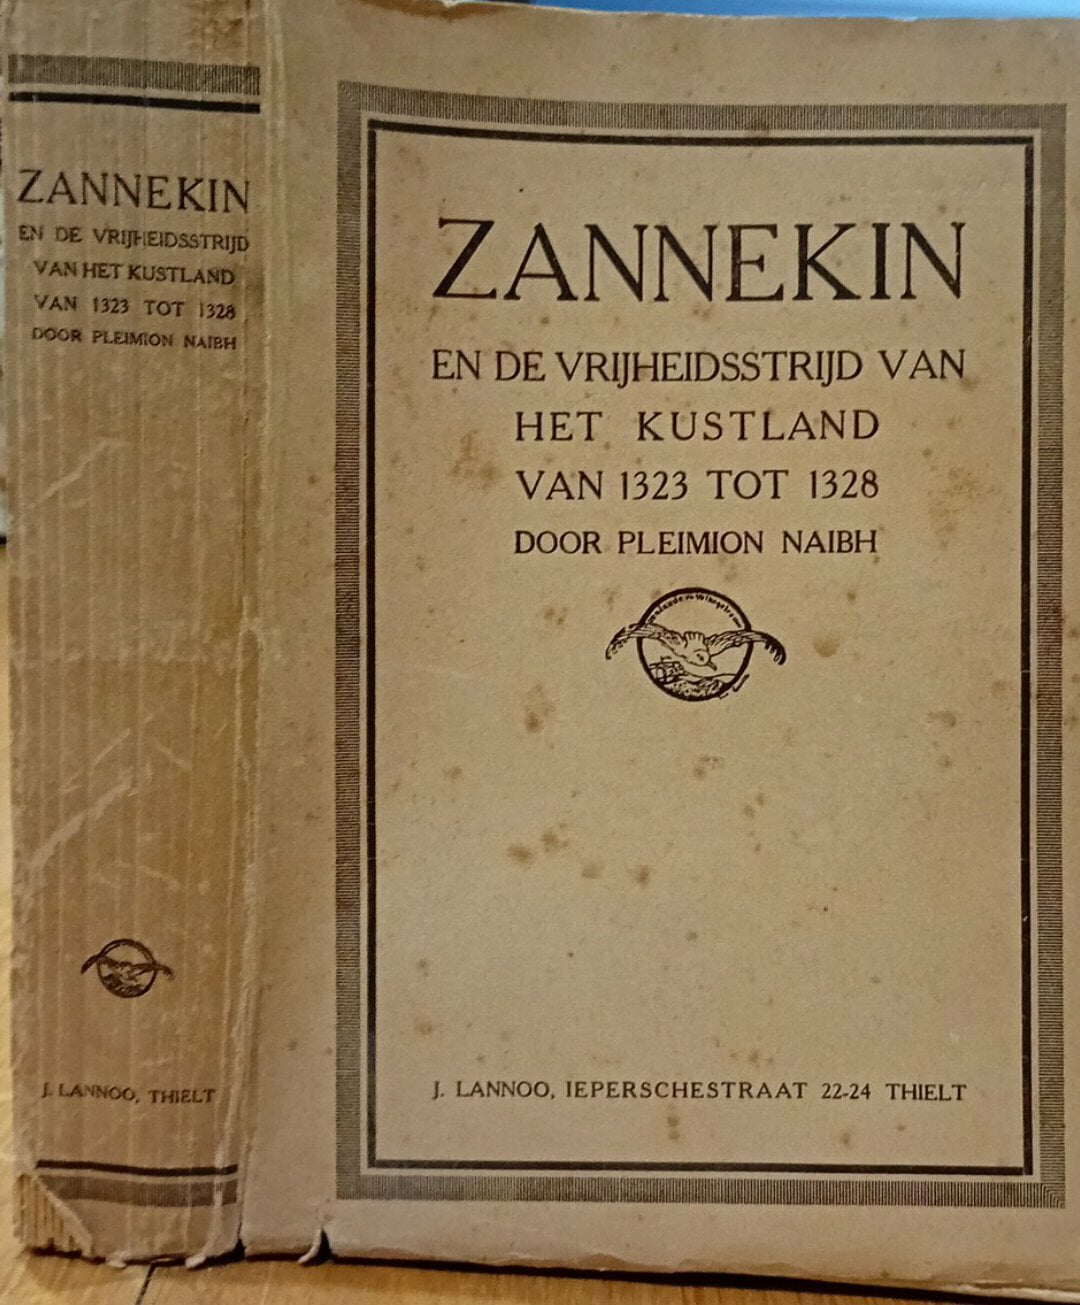 ZANNEKIN
EN DE VRIJHEIDSSTRIJD
VAN HET KUSTLAND
VAN 1323 TOT 1328
DOOR PLEIMION NAIBH
J. LANNOO, THIELT
ZANNEKIN
EN DE VRIJHEIDSSTRIJD VAN
HET KUSTLAND
VAN 1323 TOT 1328
DOOR PLEIMION NAIBH
J. LANNOO, IEPERSCHESTRAAT 22-24 THIELT